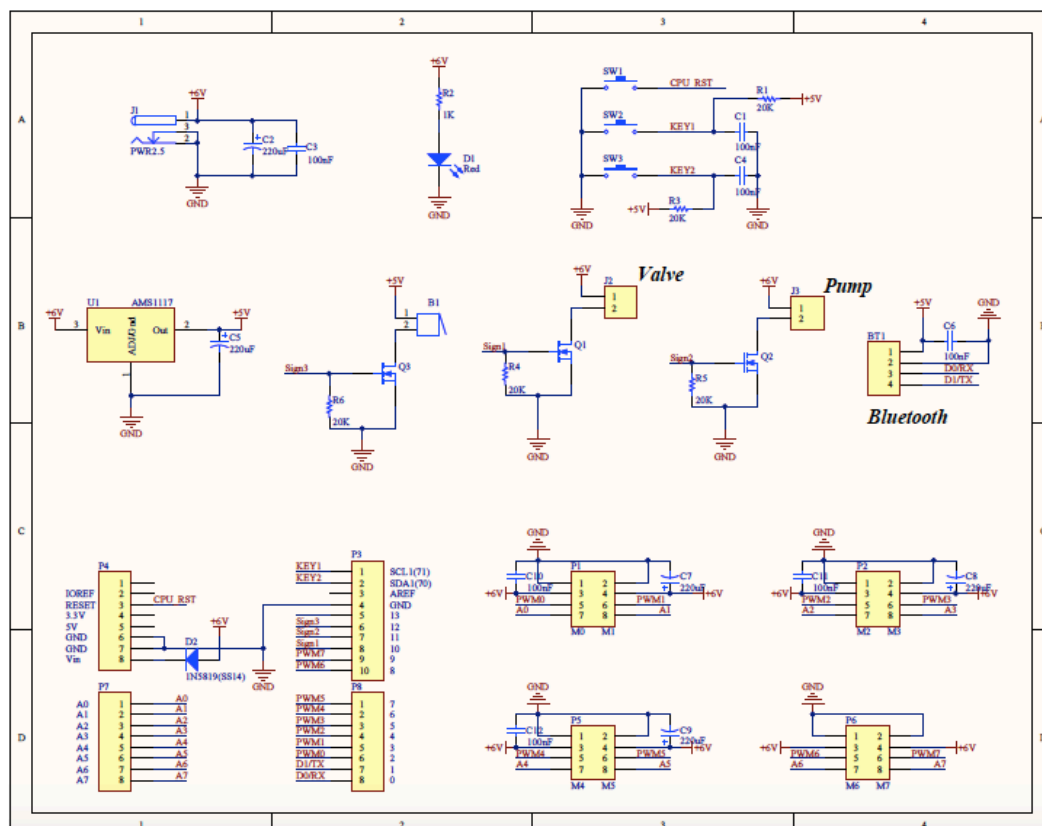 1 2 3 4
A
+6V
J1
1
3
2
PWR2.5
C2
220uF
C3
100nF
GND
+6V
R2
1K
D1
Red
GND
SW1
CPU_RST
R1
20K
+5V
SW2
KEY1
C1
100nF
SW3
KEY2
C4
100nF
+5V
R3
20K
GND
GND
B
U1
AMS1117
+6V
3
Vin
ADJ/Gnd
Out
2
+5V
1
C5
220uF
GND
+5V
B1
1
2
Sign3
Q3
R6
20K
GND
+6V
J2
Valve
1
2
Sign1
Q1
R4
20K
GND
+6V
J3
Pump
1
2
Sign2
Q2
R5
20K
GND
+5V
GND
C6
100nF
BT1
1
2
3
D0/RX
4
D1/TX
Bluetooth
C
P4
1
IOREF 2
RESET 3 CPU_RST
3.3V 4
5V 5
GND 6
GND 7
Vin 8
+6V
D2
1N5819(SS14)
GND
P3
KEY1 1 SCL1(71)
KEY2 2 SDA1(70)
3 AREF
4 GND
5 13
Sign3 6 12
Sign2 7 11
Sign1 8 10
PWM7 9 9
PWM6 10 8
GND
P1
C10
100nF
1 2
3 4
5 6
7 8
C7
220uF
+6V
+6V
PWM0
PWM1
A0
A1
M0 M1
GND
P2
C11
100nF
1 2
3 4
5 6
7 8
C8
220uF
+6V
+6V
PWM2
PWM3
A2
A3
M2 M3
D
P7
A0 1 A0
A1 2 A1
A2 3 A2
A3 4 A3
A4 5 A4
A5 6 A5
A6 7 A6
A7 8 A7
P8
PWM5 1 7
PWM4 2 6
PWM3 3 5
PWM2 4 4
PWM1 5 3
PWM0 6 2
D1/TX 7 1
D0/RX 8 0
GND
P5
C12
100nF
1 2
3 4
5 6
7 8
C9
220uF
+6V
+6V
PWM4
PWM5
A4
A5
M4 M5
GND
P6
1 2
3 4
5 6
7 8
+6V
+6V
PWM6
PWM7
A6
A7
M6 M7
1 2 3 4